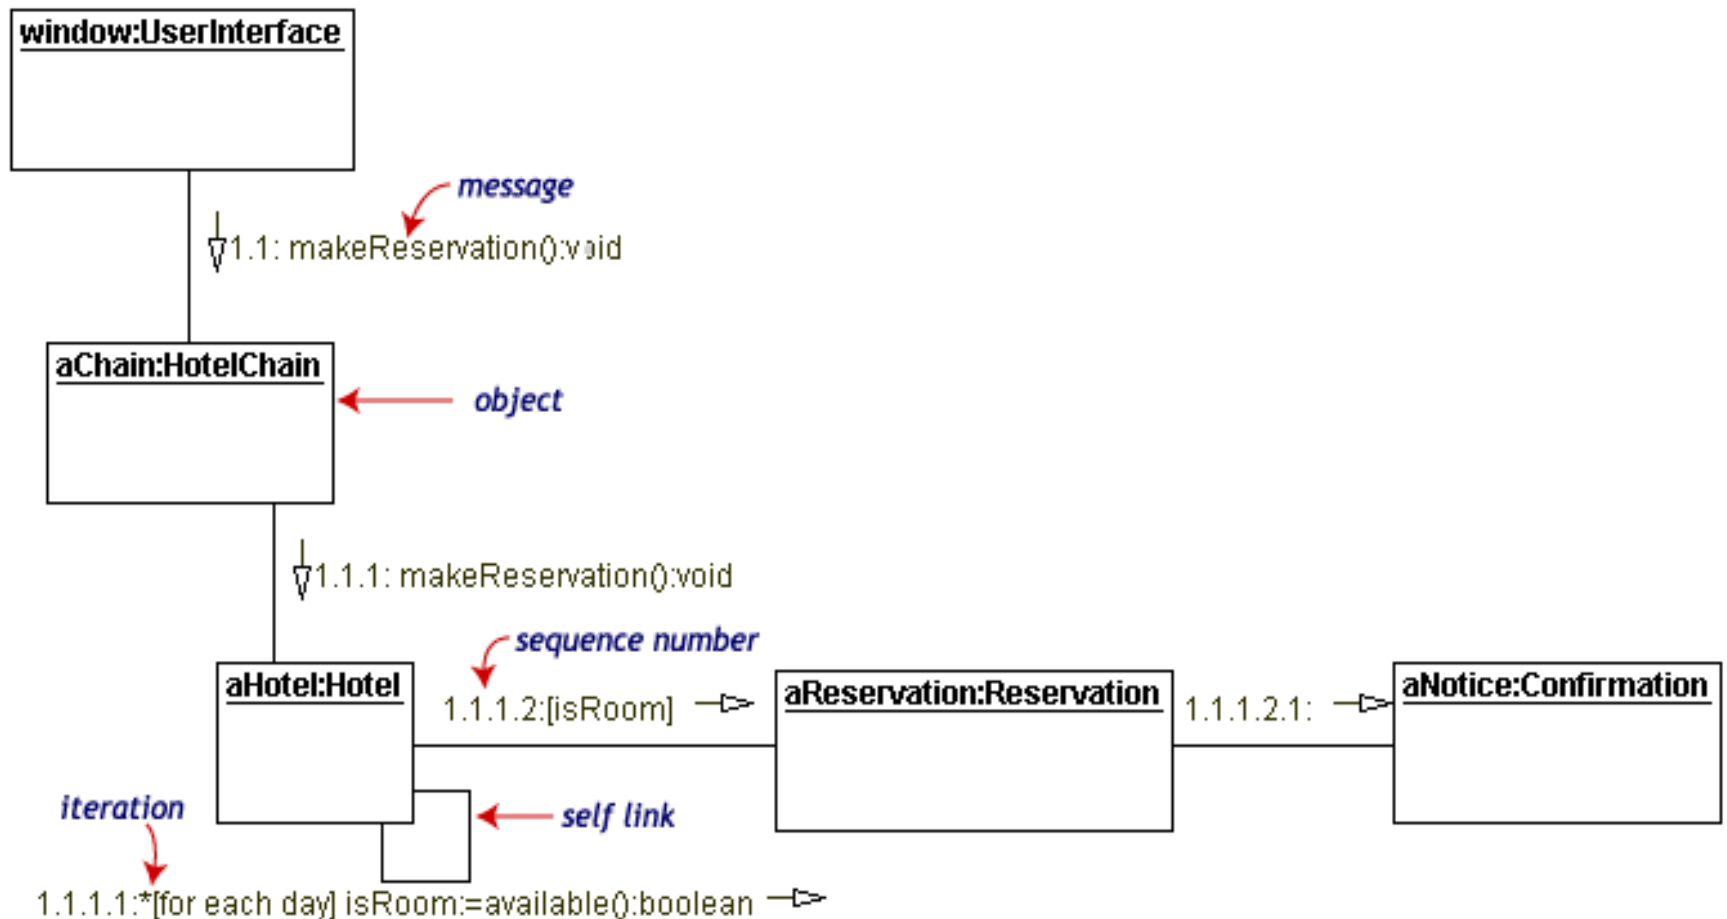 window:UserInterface
message
1.1: makeReservation():void
aChain:HotelChain
object
1.1.1: makeReservation():void
sequence number
aHotel:Hotel
1.1.1.2:[isRoom]
aReservation:Reservation
1.1.1.2.1:
aNotice:Confirmation
iteration
self link
1.1.1.1:*[for each day] isRoom:=available():boolean